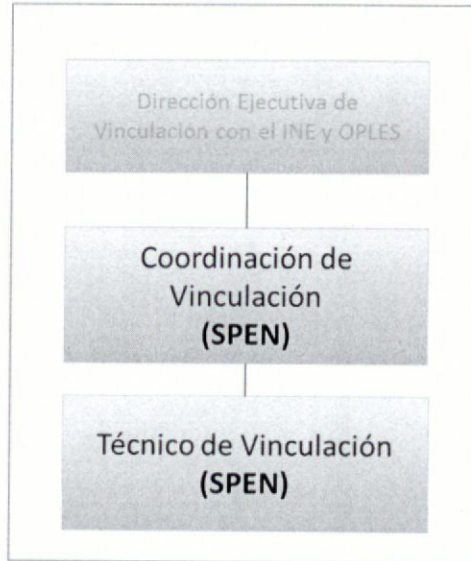 Dirección Ejecutiva de
Vinculación con el INE y OPLES
Coordinación de
Vinculación
(SPEN)
Técnico de Vinculación
(SPEN)